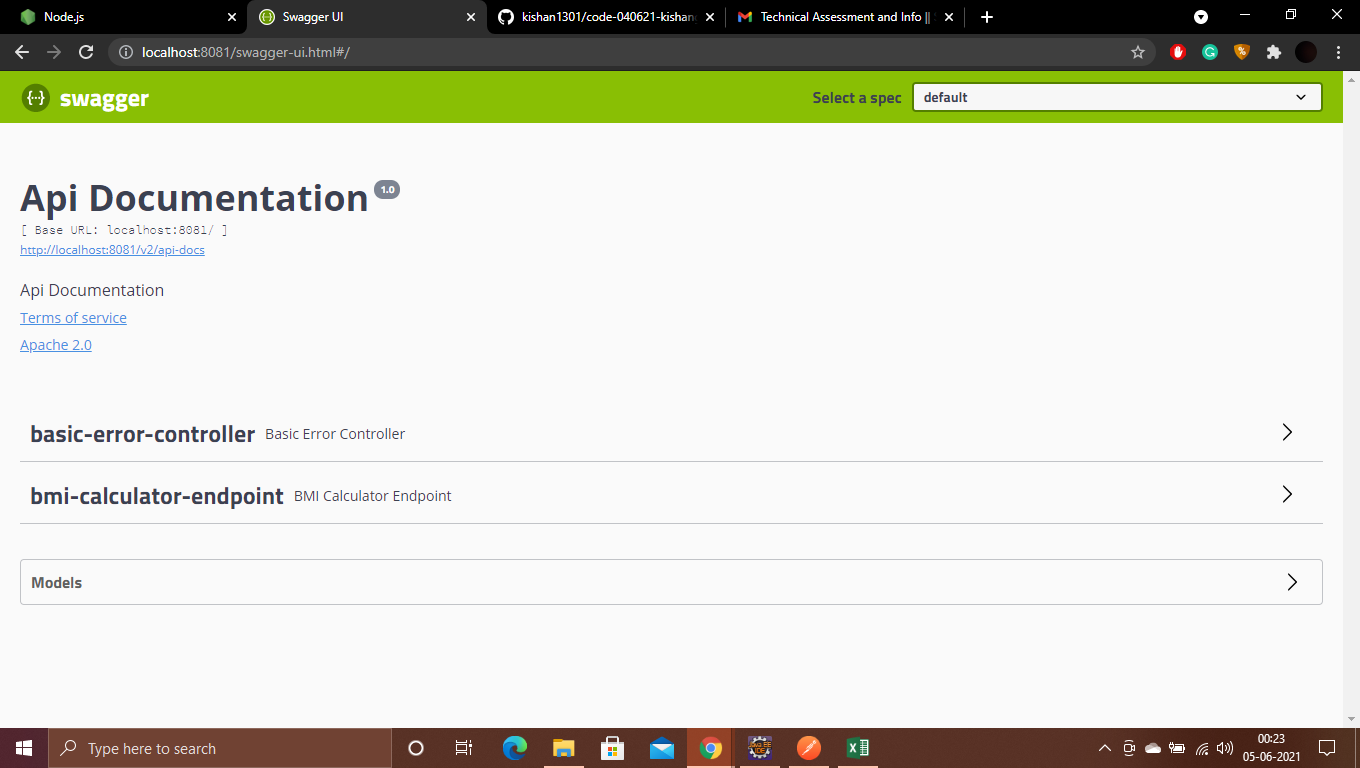 Node.js
Swagger UI
kishan1301/code-040621-kishan
Technical Assessment and Info ||
localhost:8081/swagger-ui.html#/
{··} swagger
Select a spec
default
Api Documentation 1.0
[ Base URL: localhost:8081/ ]
http://localhost:8081/v2/api-docs
Api Documentation
Terms of service
Apache 2.0
basic-error-controller Basic Error Controller
bmi-calculator-endpoint BMI Calculator Endpoint
Models
Type here to search
Java EE
IDE
00:23
05-06-2021